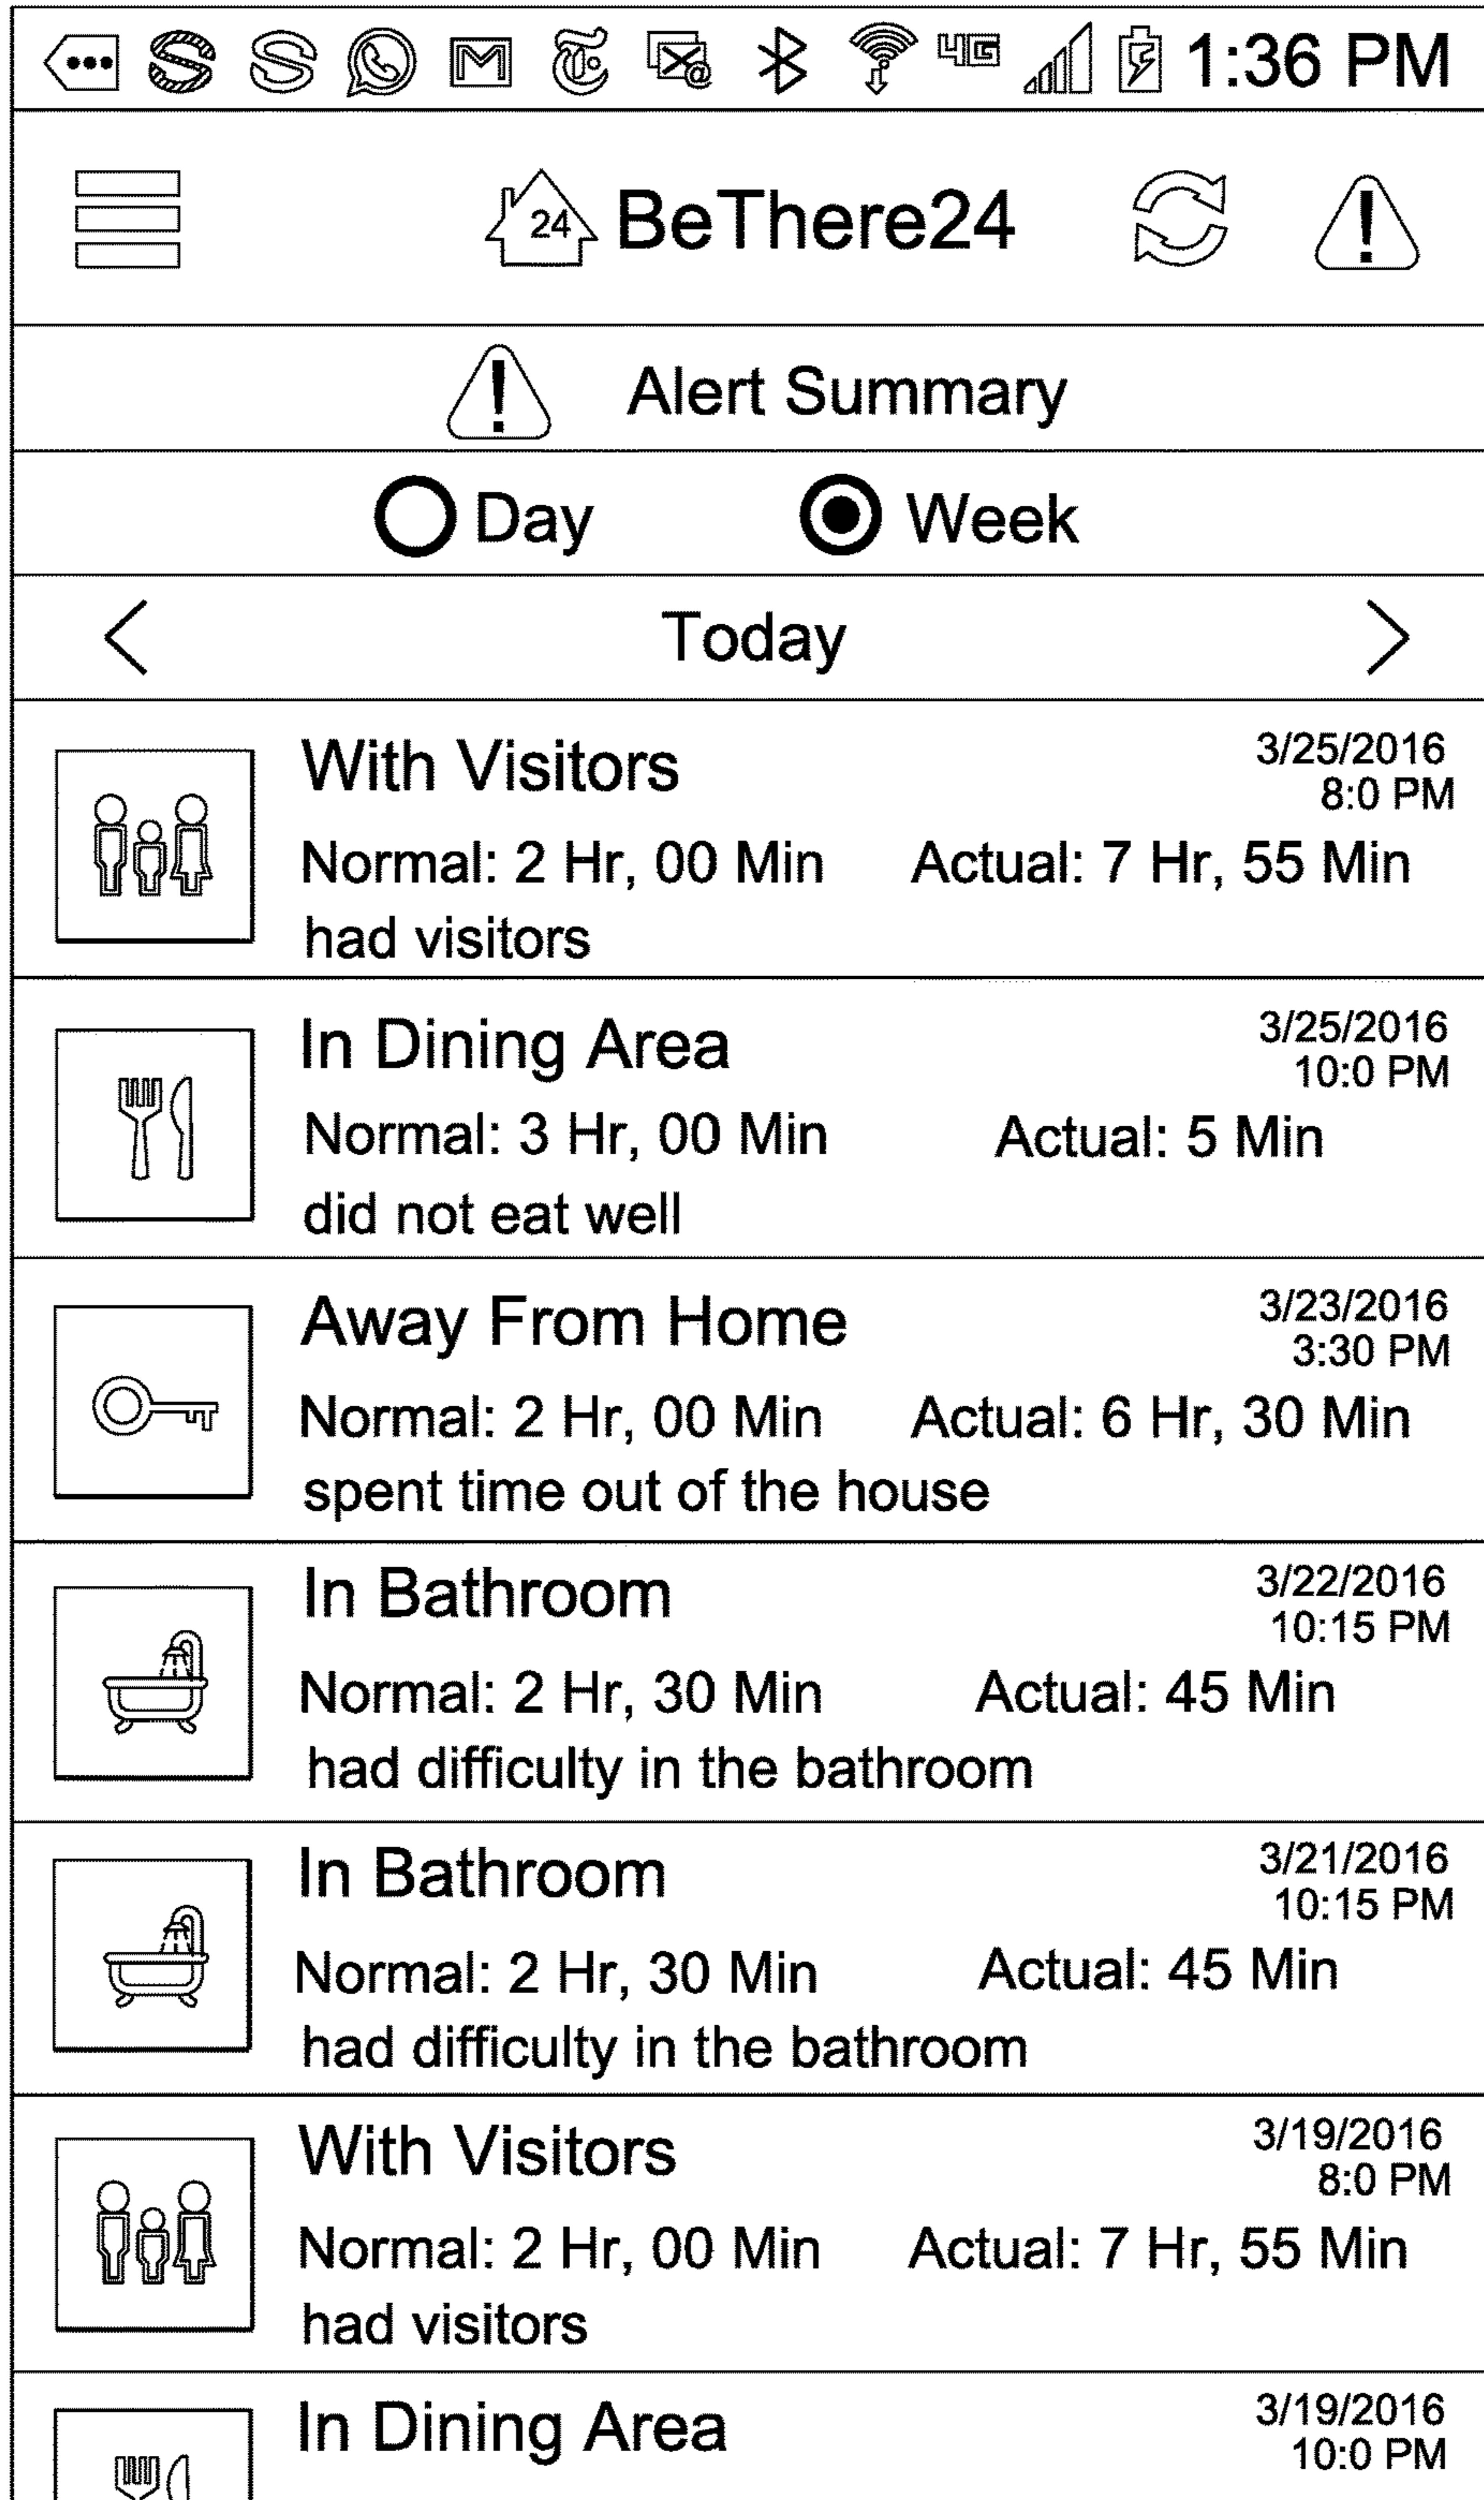 4G 1:36 PM
24 BeThere24
Alert Summary
Day Week
Today
With Visitors 3/25/2016
8:0 PM
Normal: 2 Hr, 00 Min Actual: 7 Hr, 55 Min
had visitors
In Dining Area 3/25/2016
10:0 PM
Normal: 3 Hr, 00 Min Actual: 5 Min
did not eat well
Away From Home 3/23/2016
3:30 PM
Normal: 2 Hr, 00 Min Actual: 6 Hr, 30 Min
spent time out of the house
In Bathroom 3/22/2016
10:15 PM
Normal: 2 Hr, 30 Min Actual: 45 Min
had difficulty in the bathroom
In Bathroom 3/21/2016
10:15 PM
Normal: 2 Hr, 30 Min Actual: 45 Min
had difficulty in the bathroom
With Visitors 3/19/2016
8:0 PM
Normal: 2 Hr, 00 Min Actual: 7 Hr, 55 Min
had visitors
In Dining Area 3/19/2016
10:0 PM